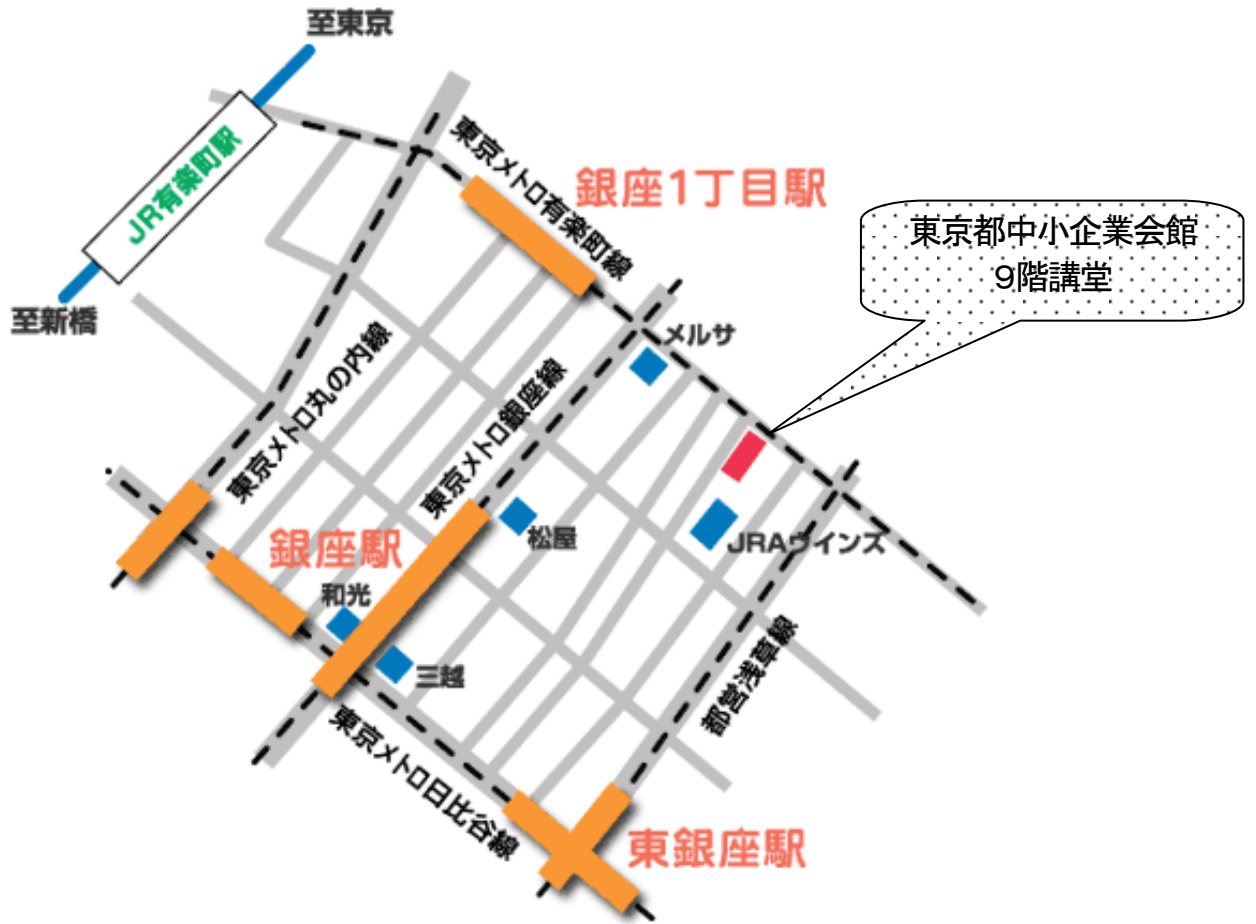 至東京
JR有楽町駅
至新橋
東京メトロ有楽町線
銀座1丁目駅
東京都中小企業会館
9階講堂
メルサ
東京メトロ丸の内線
東京メトロ銀座線
松屋
JRAウインズ
銀座駅
和光
三越
都営浅草線
東京メトロ日比谷線
東銀座駅